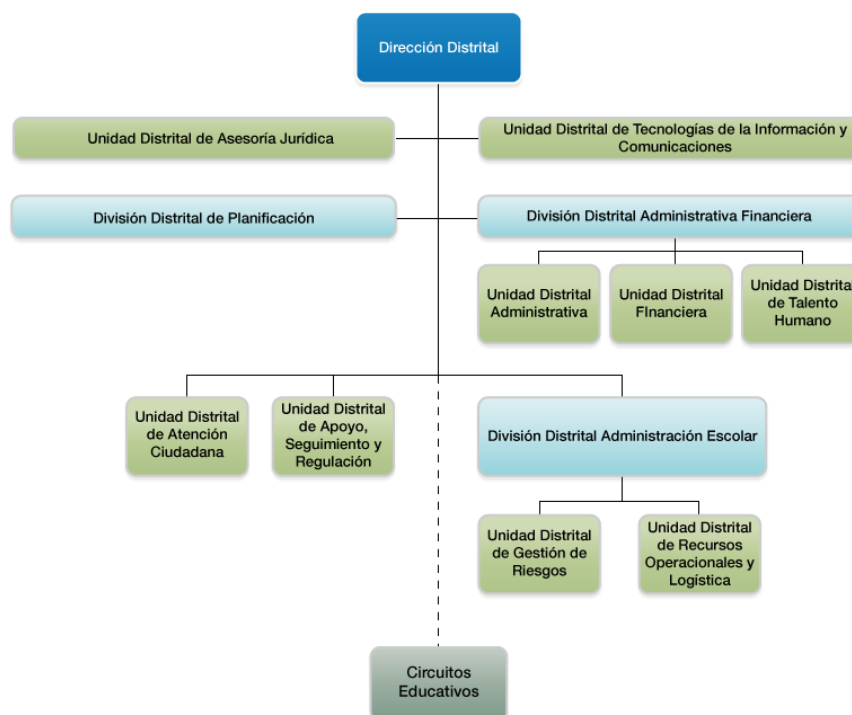 Dirección Distrital
Unidad Distrital de Asesoría Jurídica
Unidad Distrital de Tecnologías de la Información y
Comunicaciones
División Distrital de Planificación
División Distrital Administrativa Financiera
Unidad Distrital
Administrativa
Unidad Distrital
FInanciera
Unidad Distrital
de Talento
Humano
Unidad Distrital
de Atención
Ciudadana
Unidad Distrital
de Apoyo,
Seguimiento y
Regulación
División Distrital Administración Escolar
Unidad Distrital
de Gestión de
Riesgos
Unidad Distrital
de Recursos
Operacionales y
Logística
Circuitos
Educativos